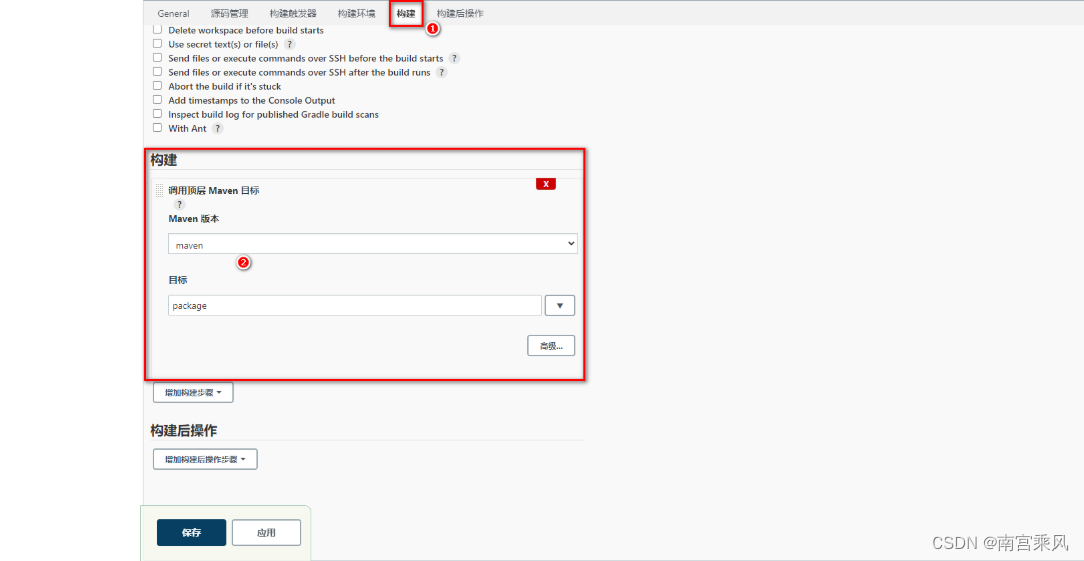 General 源码管理 构建触发器 构建环境 构建 构建后操作
1
Delete workspace before build starts
Use secret text(s) or file(s) ?
Send files or execute commands over SSH before the build starts ?
Send files or execute commands over SSH after the build runs ?
Abort the build if it's stuck
Add timestamps to the Console Output
Inspect build log for published Gradle build scans
With Ant ?
构建
调用顶层 Maven 目标 X
?
Maven 版本
maven
2
目标
package
高级...
增加构建步骤
构建后操作
增加构建后操作步骤
保存 应用
CSDN @南宫乘风